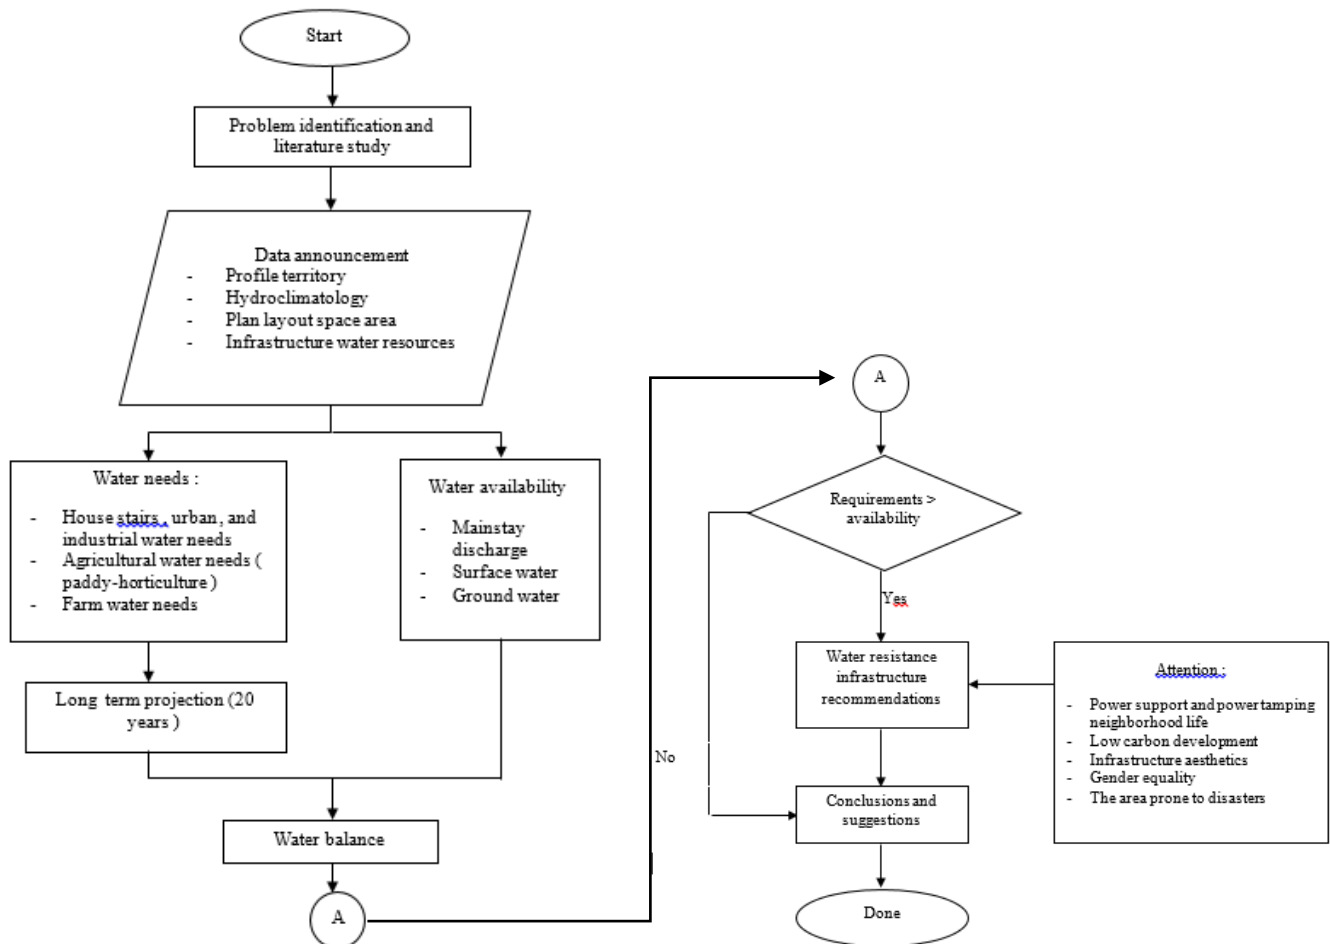 Start
Problem identification and
literature study
Data announcement
- Profile territory
- Hydroclimatology
- Plan layout space area
- Infrastructure water resources
Water needs :
- House stairs , urban, and
industrial water needs
- Agricultural water needs (
paddy-horticulture )
- Farm water needs
Water availability
- Mainstay
discharge
- Surface water
- Ground water
Long term projection (20
years )
Water balance
A
No
A
Requirements >
availability
Yes
Water resistance
infrastructure
recommendations
Attention :
- Power support and power tamping
neighborhood life
- Low carbon development
- Infrastructure aesthetics
- Gender equality
- The area prone to disasters
Conclusions and
suggestions
Done